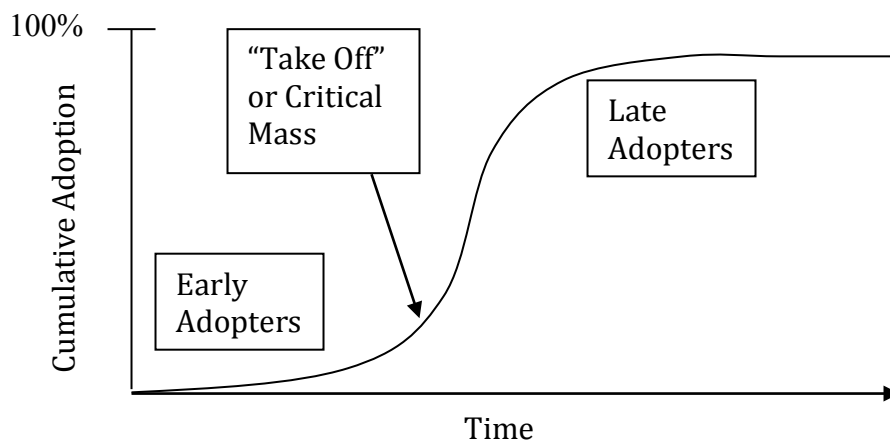 100%
“Take Off”
or Critical
Mass
Late
Adopters
Cumulative Adoption
Early
Adopters
Time